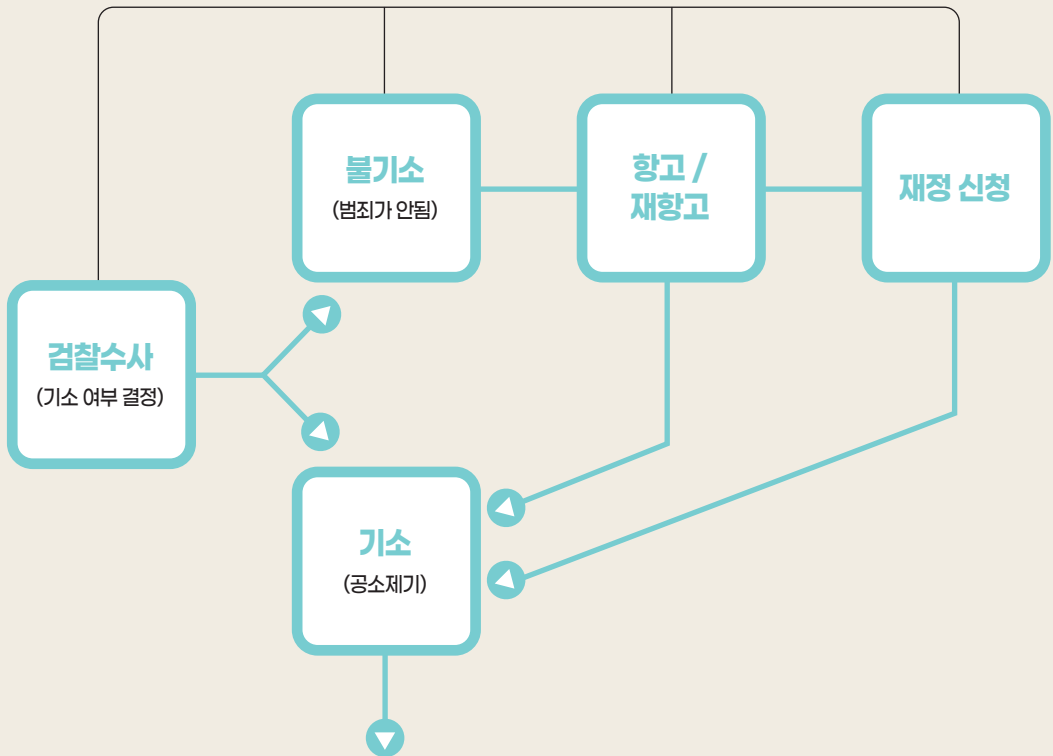 불기소
(범죄가 안됨)
항고 /
재항고
재정 신청
검찰수사
(기소 여부 결정)
기소
(공소제기)